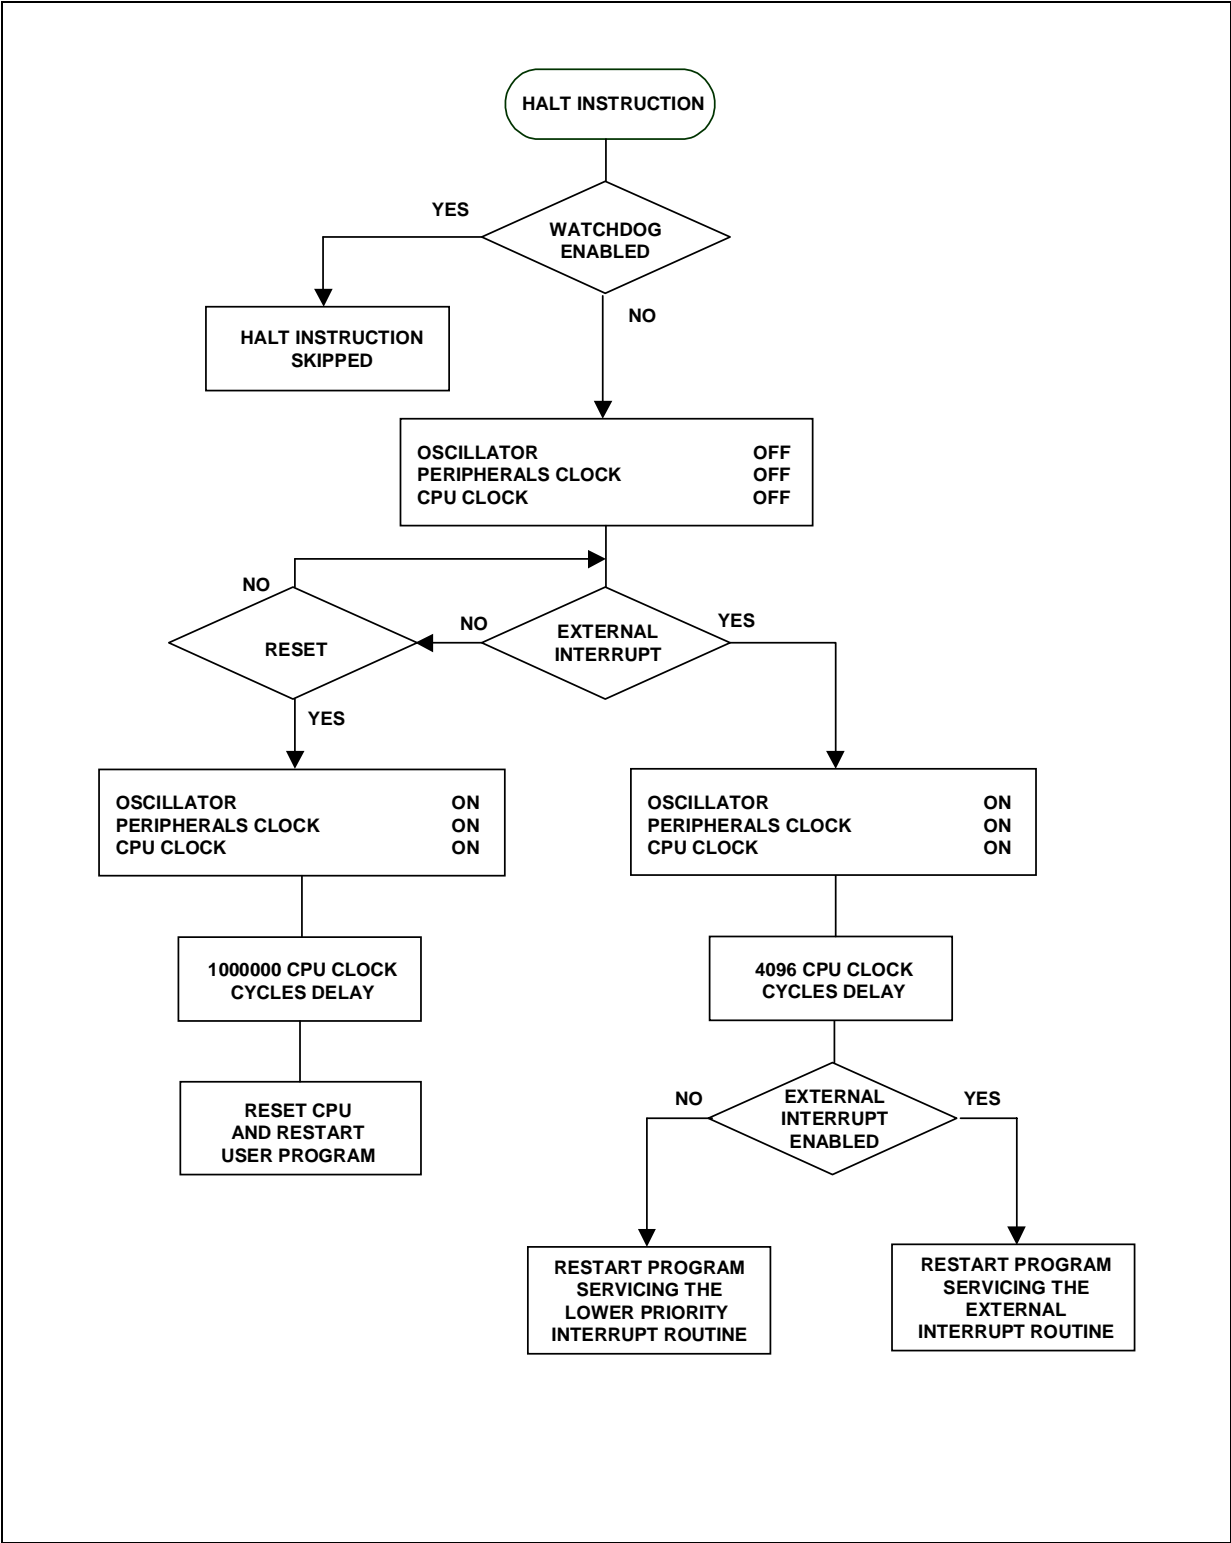 HALT INSTRUCTION
YES
WATCHDOG
ENABLED
NO
HALT INSTRUCTION
SKIPPED
OSCILLATOR OFF
PERIPHERALS CLOCK OFF
CPU CLOCK OFF
NO
RESET
NO
EXTERNAL
INTERRUPT
YES
YES
OSCILLATOR ON
PERIPHERALS CLOCK ON
CPU CLOCK ON
OSCILLATOR ON
PERIPHERALS CLOCK ON
CPU CLOCK ON
1000000 CPU CLOCK
CYCLES DELAY
4096 CPU CLOCK
CYCLES DELAY
RESET CPU
AND RESTART
USER PROGRAM
NO
EXTERNAL
INTERRUPT
ENABLED
YES
RESTART PROGRAM
SERVICING THE
LOWER PRIORITY
INTERRUPT ROUTINE
RESTART PROGRAM
SERVICING THE
EXTERNAL
INTERRUPT ROUTINE